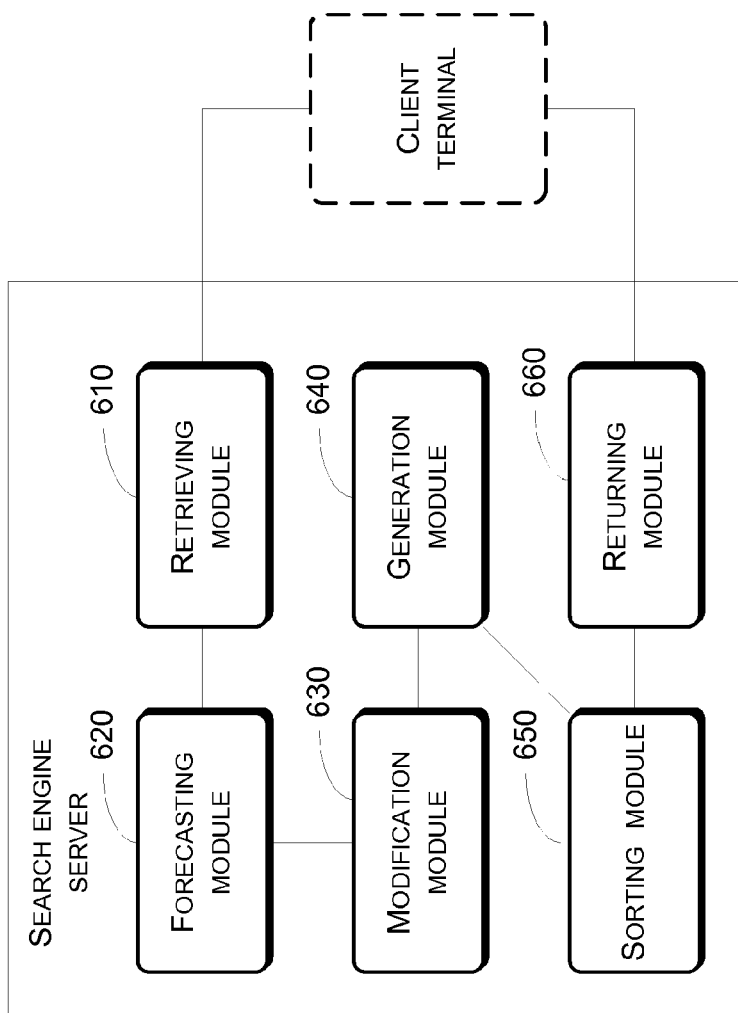 SEARCH ENGINE
SERVER
620
610
FORECASTING
MODULE
RETRIEVING
MODULE
630
640
MODIFICATION
MODULE
GENERATION
MODULE
CLIENT
TERMINAL
650
660
SORTING MODULE
RETURNING
MODULE